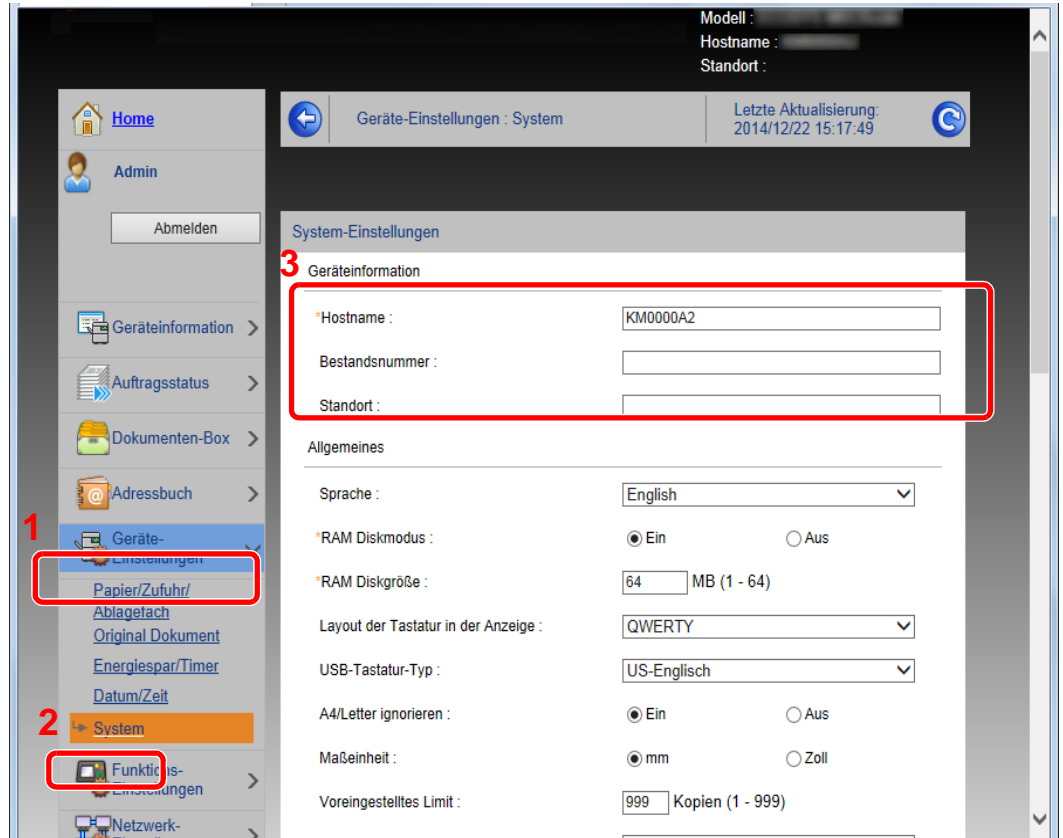 Modell :
Hostname :
Standort :
Home
Admin
Abmelden
Geräteinformation
Auftragsstatus
Dokumenten-Box
Adressbuch
1
Geräte-
Einstellungen
Papier/Zufuhr/
Ablagefach
Original Dokument
Energiespar/Timer
Datum/Zeit
2
System
Funktions-
Einstellungen
Netzwerk-
Geräte-Einstellungen : System
Letzte Aktualisierung:
2014/12/22 15:17:49
System-Einstellungen
3
Geräteinformation
*Hostname : KM0000A2
Bestandsnummer :
Standort :
Allgemeines
Sprache : English
*RAM Diskmodus : Ein Aus
*RAM Diskgröße : 64 MB (1 - 64)
Layout der Tastatur in der Anzeige : QWERTY
USB-Tastatur-Typ : US-Englisch
A4/Letter ignorieren : Ein Aus
Maßeinheit : mm Zoll
Voreingestelltes Limit : 999 Kopien (1 - 999)